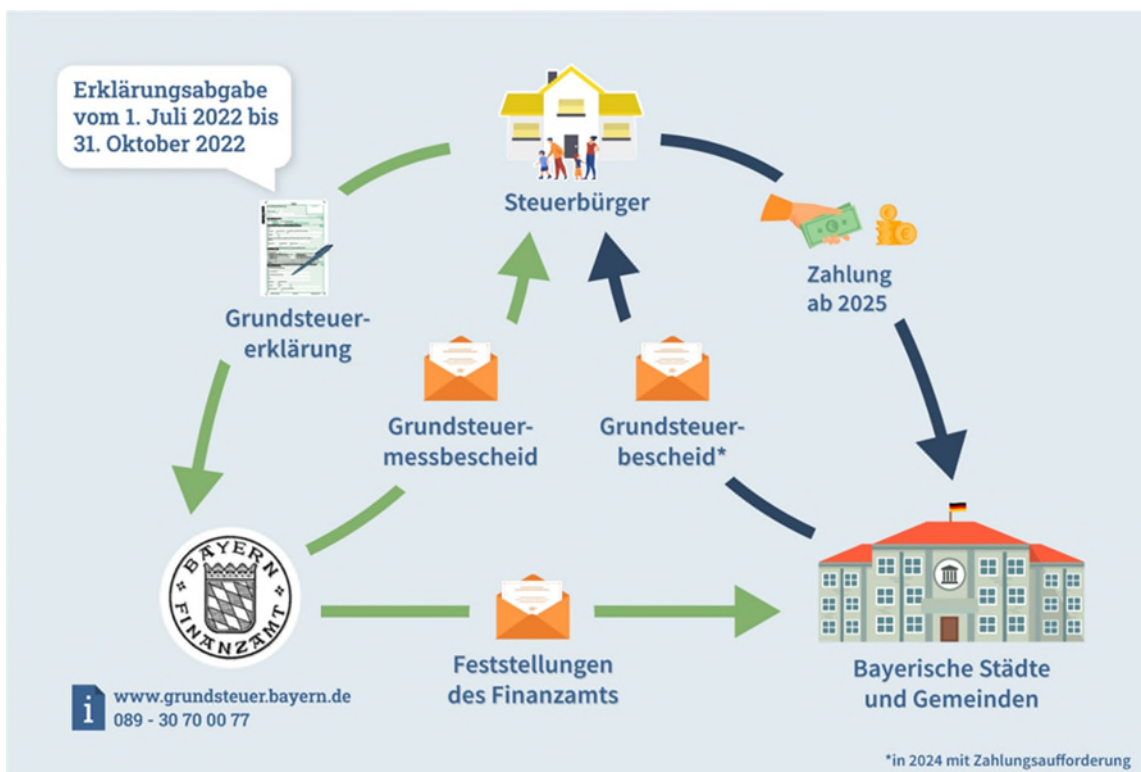 Erklärungsabgabe
vom 1. Juli 2022 bis
31. Oktober 2022
Steuerbürger
Zahlung
ab 2025
Grundsteuer-
erklärung
Grundsteuer-
messbescheid
Grundsteuer-
bescheid*
BAYERN
FINANZAMT
Feststellungen
des Finanzamts
Bayerische Städte
und Gemeinden
i
www.grundsteuer.bayern.de
089 - 30 70 00 77
*in 2024 mit Zahlungsaufforderung